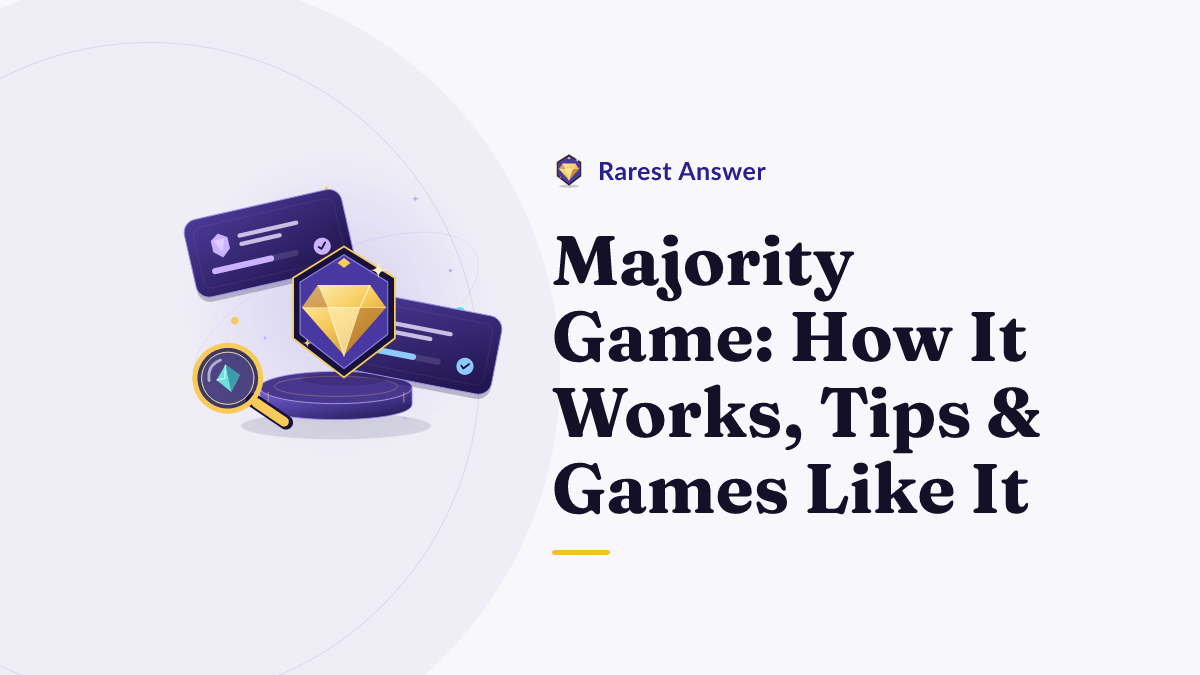 Rarest Answer
Majority
Game: How It
Works, Tips &
Games Like It